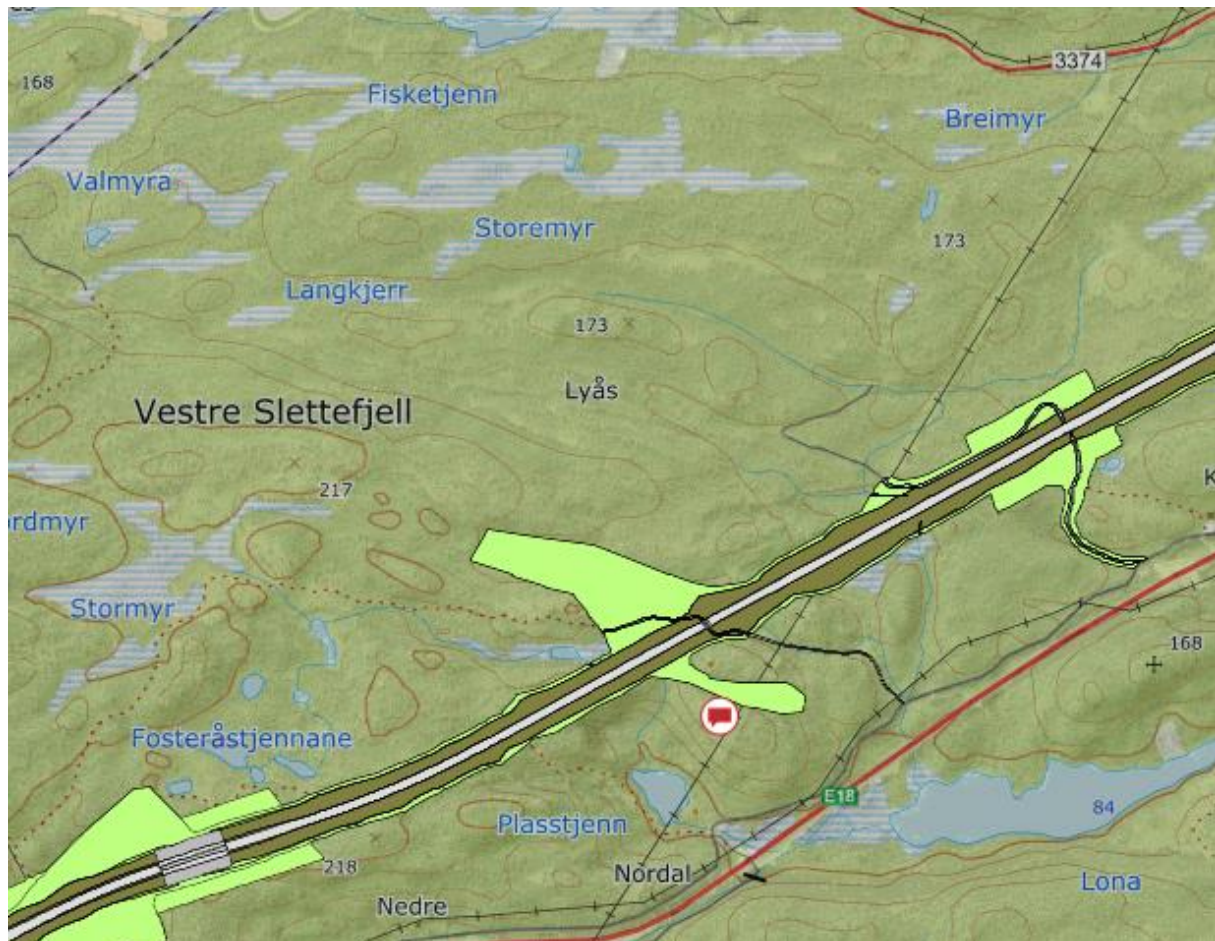 168
3374
Fisketjenn
Breimyr
Valmyra
Storemyr
173
Langkjerr
173
Lyås
Vestre Slettefjell
217
K
ordmyr
Stormyr
168
Fosteråstjennane
E18
84
Plasstjenn
218
Nordal
Lona
Nedre